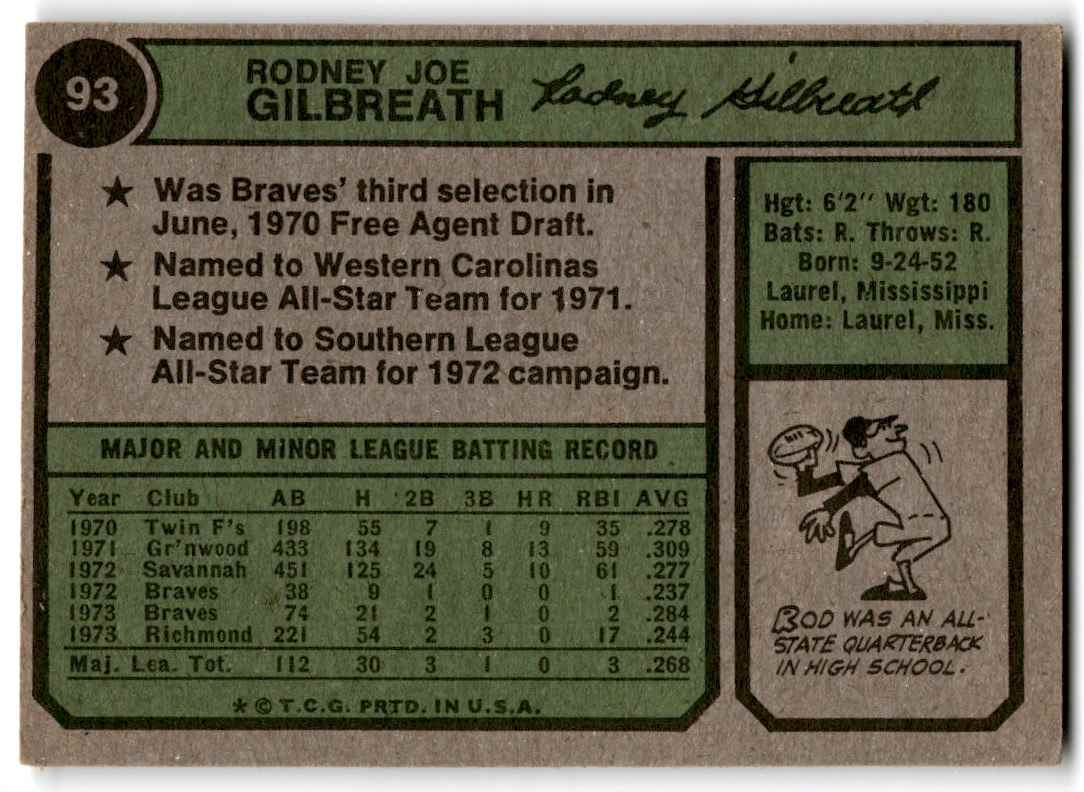 93
RODNEY JOE
GILBREATH
Rodney Gilbreath
★ Was Braves' third selection in
June, 1970 Free Agent Draft.
★ Named to Western Carolinas
League All-Star Team for 1971.
★ Named to Southern League
All-Star Team for 1972 campaign.
MAJOR AND MINOR LEAGUE BATTING RECORD
Year Club AB H 2B 3B HR RBI AVG
1970 Twin F's 198 55 7 1 9 35 .278
1971 Gr'nwood 433 134 19 8 13 59 .309
1972 Savannah 451 125 24 5 10 61 .277
1972 Braves 38 9 1 0 0 1 .237
1973 Braves 74 21 2 1 0 2 .284
1973 Richmond 221 54 2 3 0 17 .244
Maj. Lea. Tot. 112 30 3 1 0 3 .268
* © T.C.G. PRTD. IN U.S.A.
Hgt: 6'2" Wgt: 180
Bats: R. Throws: R.
Born: 9-24-52
Laurel, Mississippi
Home: Laurel, Miss.
ROD WAS AN ALL-
STATE QUARTERBACK
IN HIGH SCHOOL.